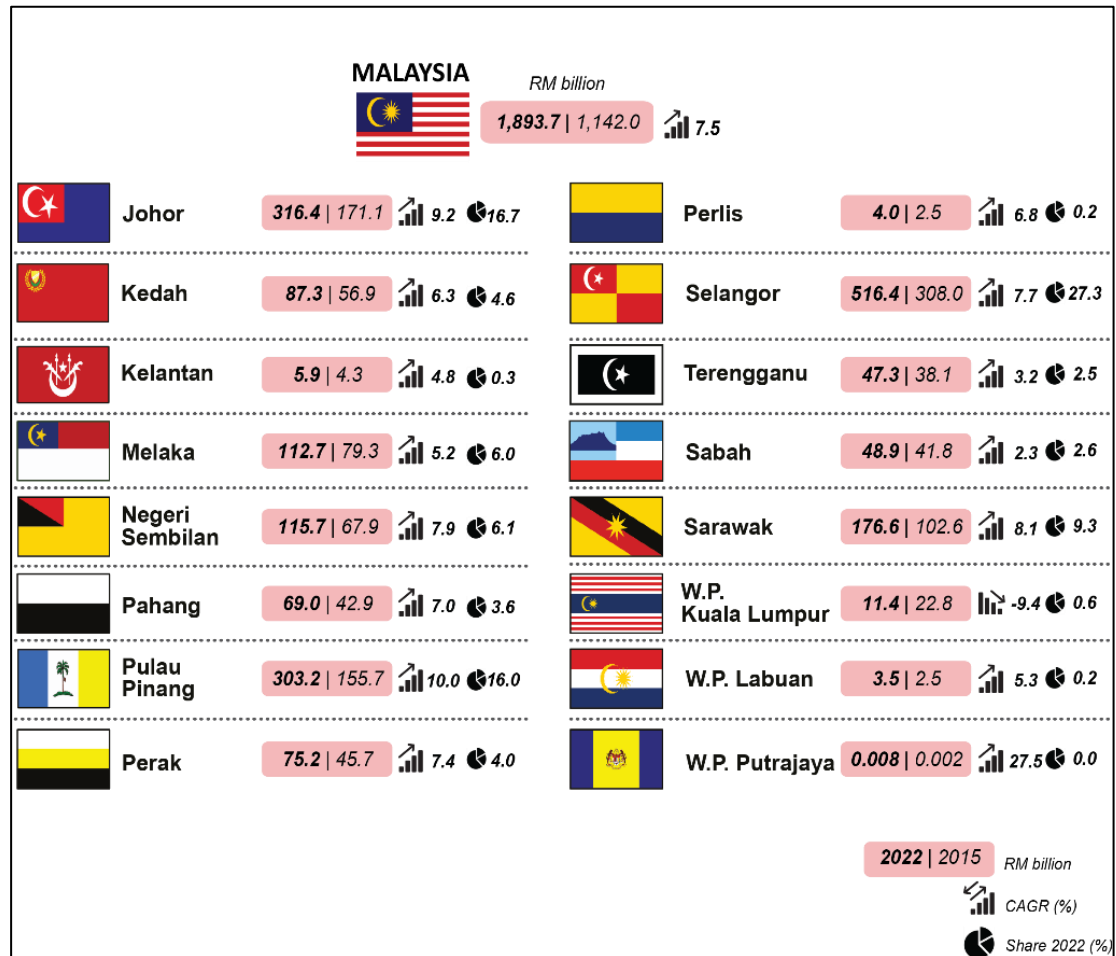 MALAYSIA
RM billion
1,893.7 | 1,142.0 7.5
Johor 316.4 | 171.1 9.2 16.7
Kedah 87.3 | 56.9 6.3 4.6
Kelantan 5.9 | 4.3 4.8 0.3
Melaka 112.7 | 79.3 5.2 6.0
Negeri
Sembilan 115.7 | 67.9 7.9 6.1
Pahang 69.0 | 42.9 7.0 3.6
Pulau
Pinang 303.2 | 155.7 10.0 16.0
Perak 75.2 | 45.7 7.4 4.0
Perlis 4.0 | 2.5 6.8 0.2
Selangor 516.4 | 308.0 7.7 27.3
Terengganu 47.3 | 38.1 3.2 2.5
Sabah 48.9 | 41.8 2.3 2.6
Sarawak 176.6 | 102.6 8.1 9.3
W.P.
Kuala Lumpur 11.4 | 22.8 -9.4 0.6
W.P. Labuan 3.5 | 2.5 5.3 0.2
W.P. Putrajaya 0.008 | 0.002 27.5 0.0
2022 | 2015 RM billion
CAGR (%)
Share 2022 (%)